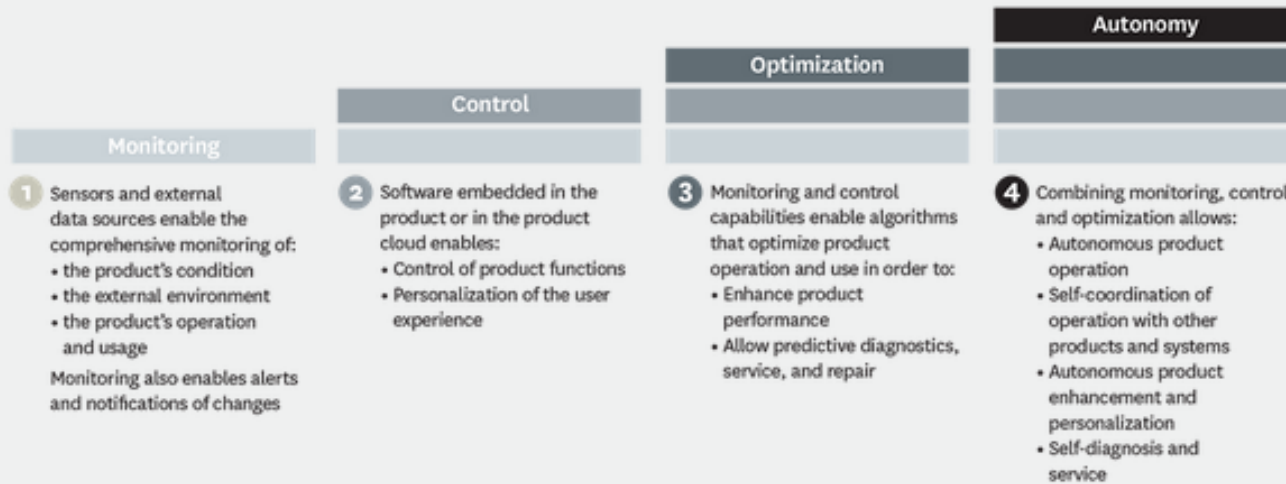 Autonomy
Optimization
Control
Monitoring
1 Sensors and external
data sources enable the
comprehensive monitoring of:
• the product's condition
• the external environment
• the product's operation
and usage
Monitoring also enables alerts
and notifications of changes
2 Software embedded in the
product or in the product
cloud enables:
• Control of product functions
• Personalization of the user
experience
3 Monitoring and control
capabilities enable algorithms
that optimize product
operation and use in order to:
• Enhance product
performance
• Allow predictive diagnostics,
service, and repair
4 Combining monitoring, control
and optimization allows:
• Autonomous product
operation
• Self-coordination of
operation with other
products and systems
• Autonomous product
enhancement and
personalization
• Self-diagnosis and
service